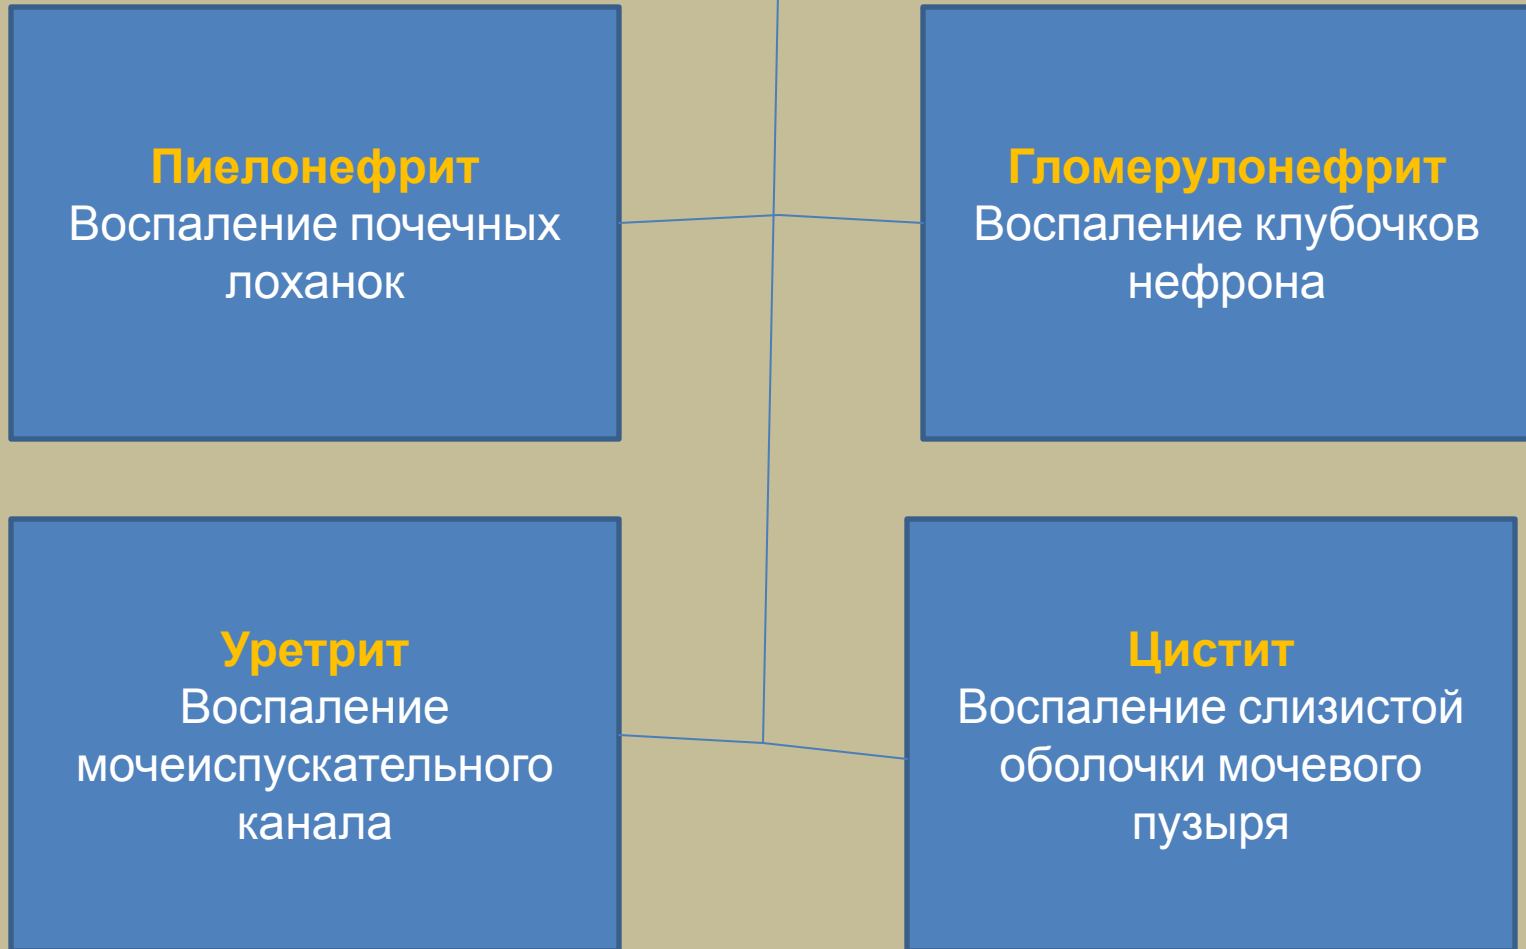 Пиелонефрит
Воспаление почечных
лоханок
Гломерулонефрит
Воспаление клубочков
нефрона
Уретрит
Воспаление
мочеиспускательного
канала
Цистит
Воспаление слизистой
оболочки мочевого
пузыря